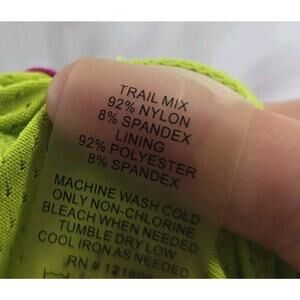 TRAIL MIX
92% NYLON
8% SPANDEX
LINING
92% POLYESTER
8% SPANDEX
MACHINE WASH COLD
ONLY NON-CHLORINE
BLEACH WHEN NEEDED
TUMBLE DRY LOW
COOL IRON AS NEEDED
RN #